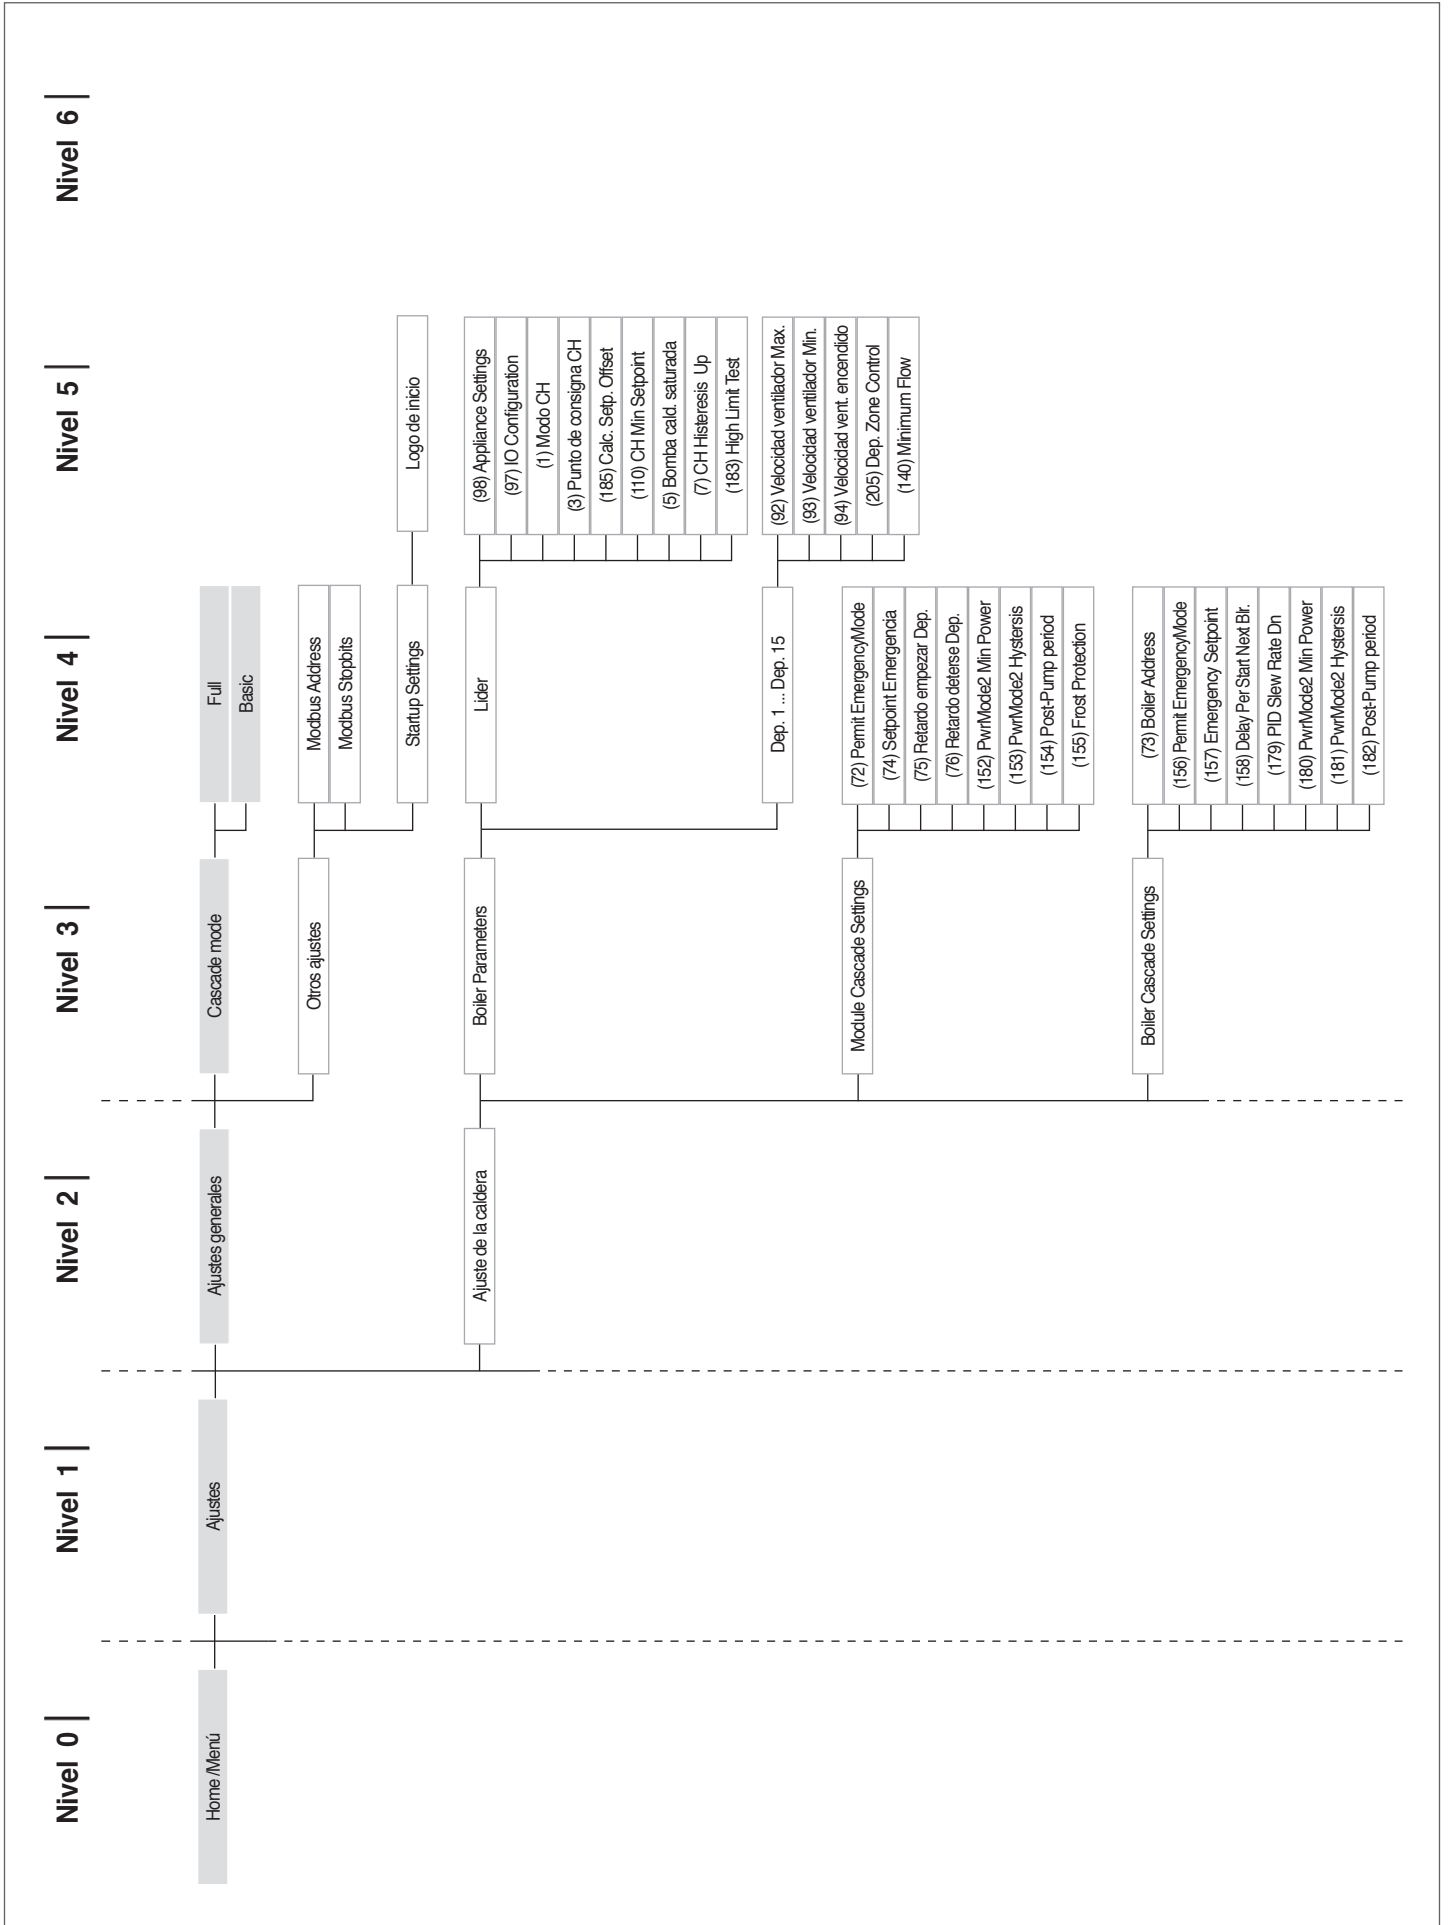 Nivel 0
Nivel 1
Nivel 2
Nivel 3
Nivel 4
Nivel 5
Nivel 6
Home /Menú
Ajustes
Ajustes generales
Cascade mode
Full
Basic
Otros ajustes
Modbus Address
Modbus Stopbits
Startup Settings
Logo de inicio
Ajuste de la caldera
Boiler Parameters
Lider
(98) Appliance Settings
(97) IO Configuration
(1) Modo CH
(3) Punto de consigna CH
(185) Calc. Setp. Offset
(110) CH Min Setpoint
(5) Bomba cald. saturada
(7) CH Histeresis Up
(183) High Limit Test
Dep. 1 ... Dep. 15
(92) Velocidad ventilador Max.
(93) Velocidad ventilador Min.
(94) Velocidad vent. encendido
(205) Dep. Zone Control
(140) Minimum Flow
Module Cascade Settings
(72) Permit EmergencyMode
(74) Setpoint Emergencia
(75) Retardo empezar Dep.
(76) Retardo deterse Dep.
(152) PwrMode2 Min Power
(153) PwrMode2 Hystersis
(154) Post-Pump period
(155) Frost Protection
Boiler Cascade Settings
(73) Boiler Address
(156) Permit EmergencyMode
(157) Emergency Setpoint
(158) Delay Per Start Next Blr.
(179) PID Slew Rate Dn
(180) PwrMode2 Min Power
(181) PwrMode2 Hystersis
(182) Post-Pump period